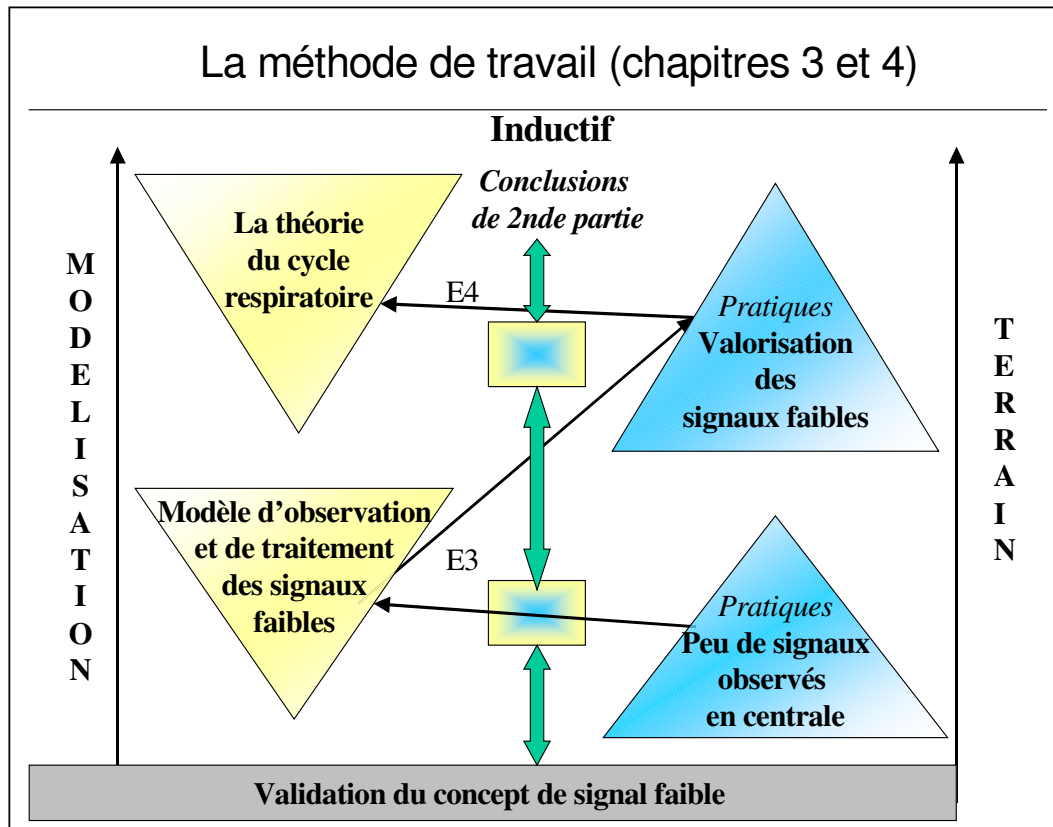 La méthode de travail (chapitres 3 et 4)
Inductif
Conclusions
de 2nde partie
MODELISATION
La théorie
du cycle
respiratoire
E4
Pratiques
Valorisation
des
signaux faibles
TERRAIN
Modèle d'observation
et de traitement
des signaux
faibles
E3
Pratiques
Peu de signaux
observés
en centrale
Validation du concept de signal faible